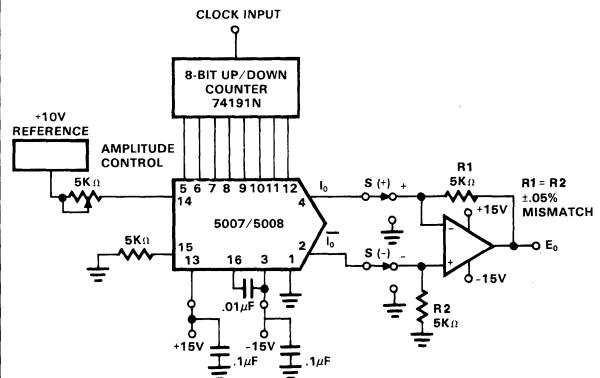 CLOCK INPUT
8-BIT UP/DOWN
COUNTER
74191N
+10V
REFERENCE
AMPLITUDE
CONTROL
5KΩ
5 6 7 8 9 10 11 12
14
4
I₀
S (+) +
R1
5KΩ
R1 = R2
±.05%
MISMATCH
+15V
5007/5008
I̅₀
−
+
E₀
5KΩ
15
2
S (−) −
−15V
13
16
3
1
.01μF
R2
5KΩ
+15V
.1μF
−15V
.1μF